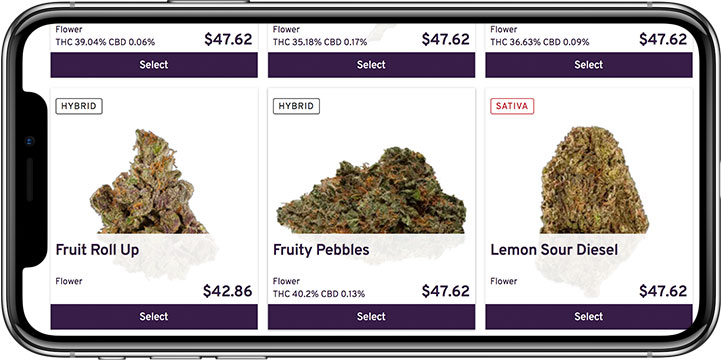 Flower
THC 39.04% CBD 0.06%
$47.62
Select
Flower
THC 35.18% CBD 0.17%
$47.62
Select
Flower
THC 36.63% CBD 0.09%
$47.62
Select
HYBRID
Fruit Roll Up
Flower
$42.86
Select
HYBRID
Fruity Pebbles
Flower
THC 40.2% CBD 0.13%
$47.62
Select
SATIVA
Lemon Sour Diesel
Flower
$47.62
Select